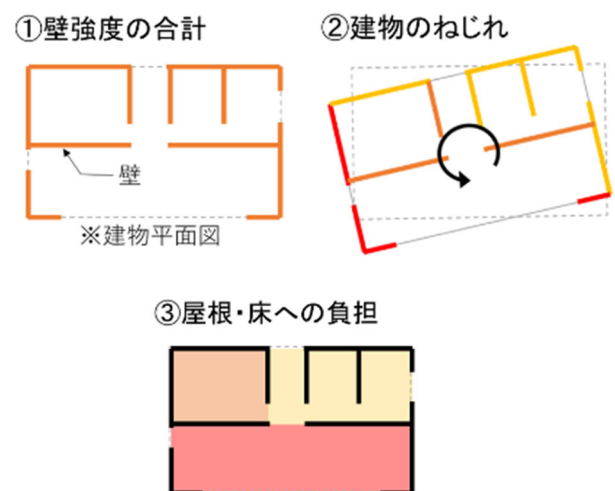 ①壁強度の合計
②建物のねじれ
壁
※建物平面図
③屋根・床への負担